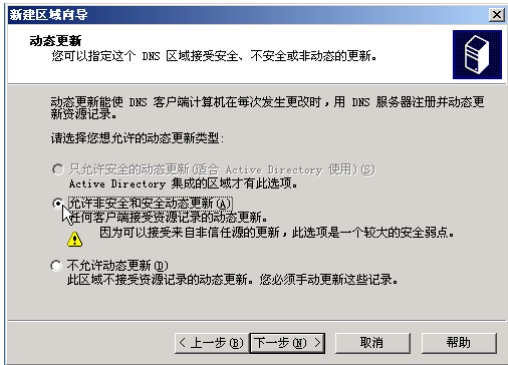 新建区域向导
动态更新
您可以指定这个 DNS 区域接受安全、不安全或非动态的更新。
动态更新能使 DNS 客户端计算机在每次发生更改时，用 DNS 服务器注册并动态更
新资源记录。
请选择您想允许的动态更新类型:
只允许安全的动态更新(适合 Active Directory 使用)(S)
Active Directory 集成的区域才有此选项。
允许非安全和安全动态更新(A)
任何客户端接受资源记录的动态更新。
因为可以接受来自非信任源的更新，此选项是一个较大的安全弱点。
不允许动态更新(D)
此区域不接受资源记录的动态更新。您必须手动更新这些记录。
< 上一步(B) 下一步(N) > 取消 帮助